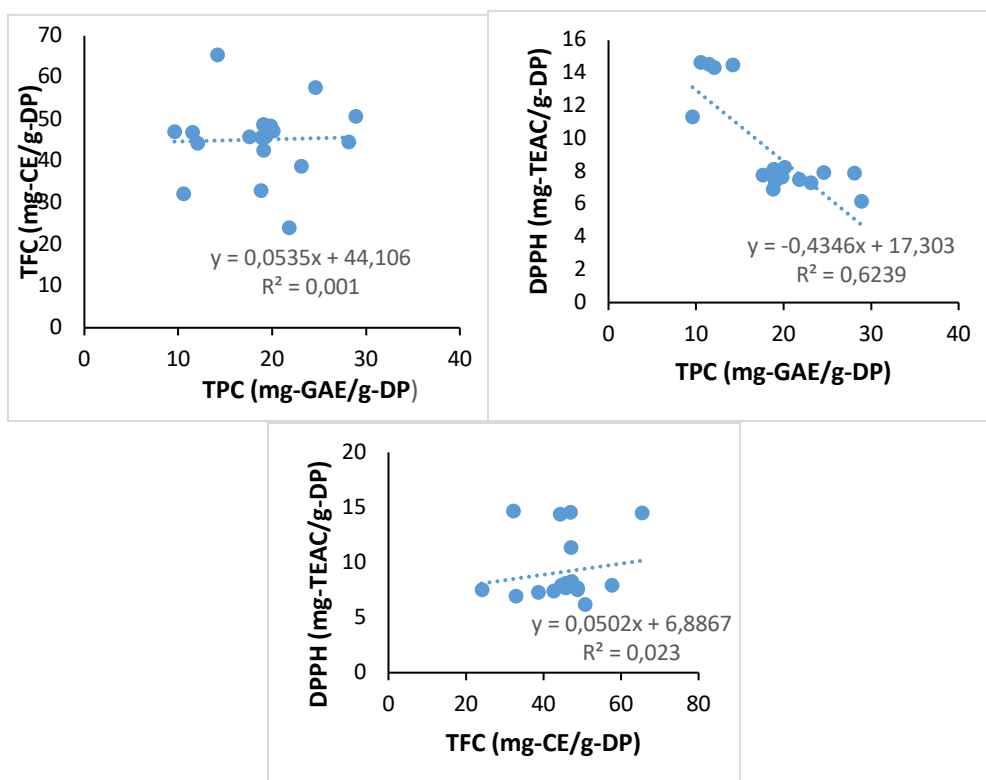 TFC (mg-CE/g-DP)
70
60
50
40
30
20
10
0
y = 0,0535x + 44,106
R² = 0,001
0 10 20 30 40
TPC (mg-GAE/g-DP)
DPPH (mg-TEAC/g-DP)
16
14
12
10
8
6
4
2
0
y = -0,4346x + 17,303
R² = 0,6239
0 10 20 30 40
TPC (mg-GAE/g-DP)
DPPH (mg-TEAC/g-DP)
20
15
10
5
0
y = 0,0502x + 6,8867
R² = 0,023
0 20 40 60 80
TFC (mg-CE/g-DP)